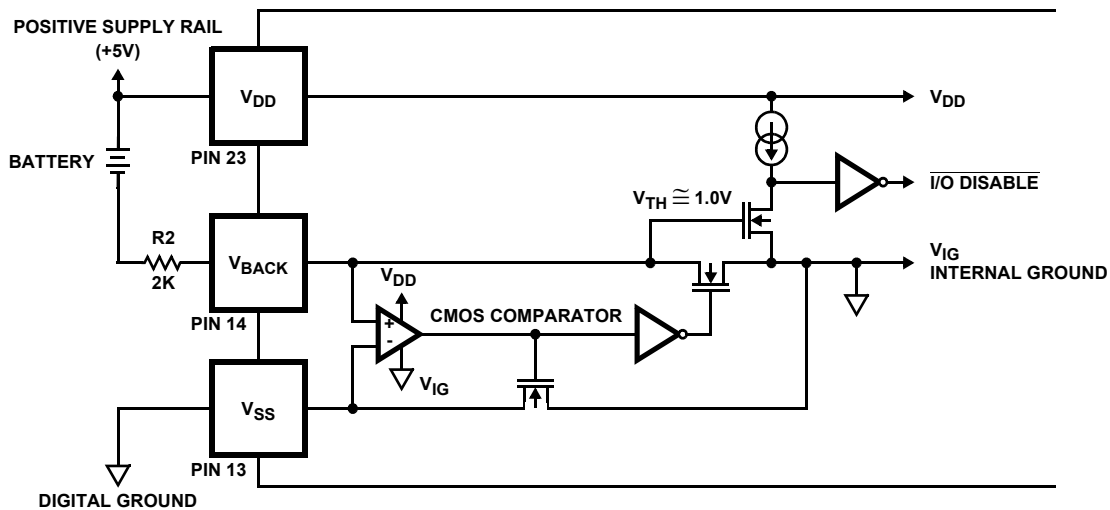 POSITIVE SUPPLY RAIL
(+5V)
VDD
PIN 23
VDD
BATTERY
I/O DISABLE
VTH ≅ 1.0V
R2
2K
VBACK
PIN 14
VIG
INTERNAL GROUND
VDD
+
-
CMOS COMPARATOR
VIG
VSS
PIN 13
DIGITAL GROUND